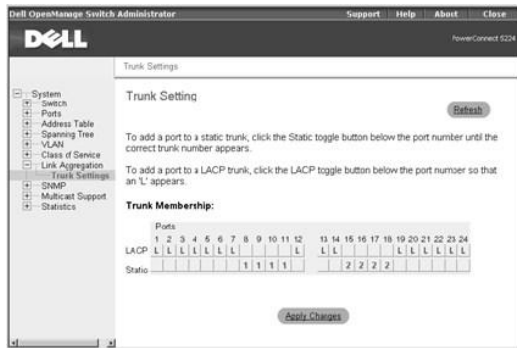 Dell OpenManage Switch Administrator Support Help About Close
DELL
PowerConnect 5224
Trunk Settings
System
Switch
Ports
Address Table
Spanning Tree
VLAN
Class of Service
Link Aggregation
Trunk Settings
SNMP
Multicast Support
Statistics
Trunk Setting
Refresh
To add a port to a static trunk, click the Static toggle button below the port number until the
correct trunk number appears.
To add a port to a LACP trunk, click the LACP toggle button below the port number so that
an 'L' appears.
Trunk Membership:
Ports
1 2 3 4 5 6 7 8 9 10 11 12 13 14 15 16 17 18 19 20 21 22 23 24
LACP L L L L L L L L L L L L L L L L
Static 1 1 1 1 2 2 2 2
Apply Changes